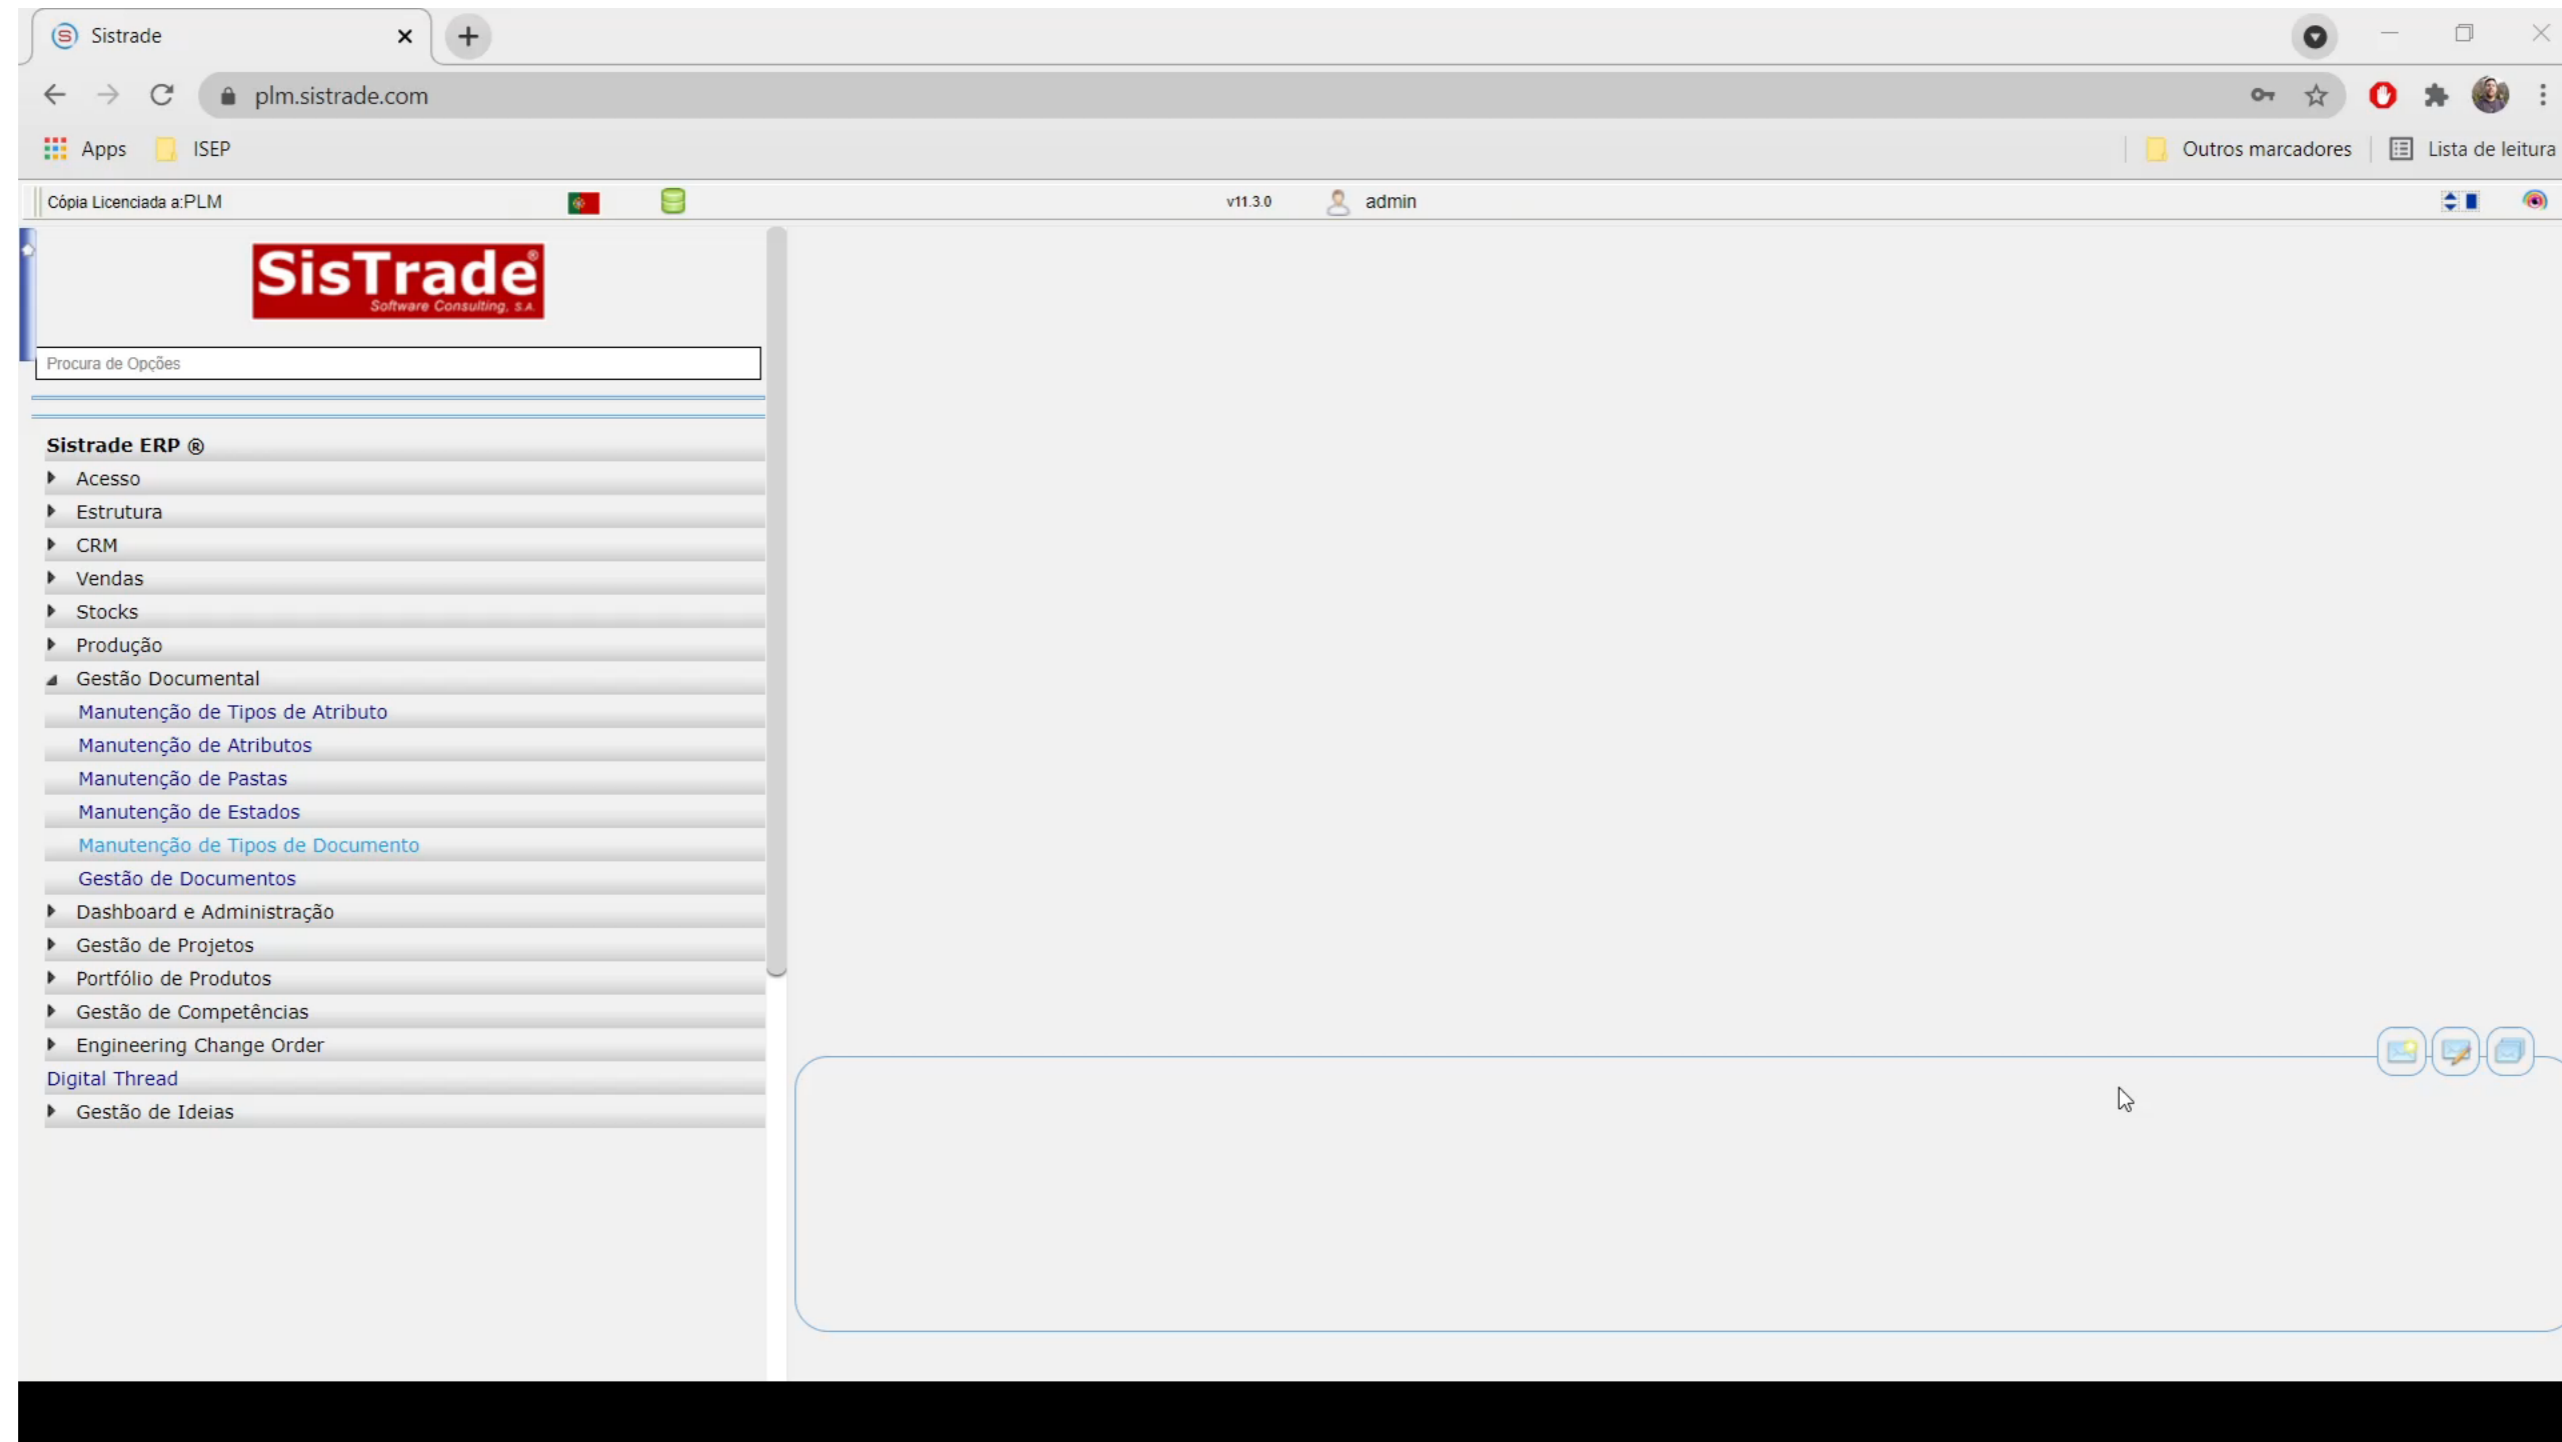 Sistrade
plm.sistrade.com
Apps ISEP Outros marcadores Lista de leitura
Cópia Licenciada a:PLM v11.3.0 admin
SisTrade®
Software Consulting, S.A.
Procura de Opções
Sistrade ERP ®
Acesso
Estrutura
CRM
Vendas
Stocks
Produção
Gestão Documental
Manutenção de Tipos de Atributo
Manutenção de Atributos
Manutenção de Pastas
Manutenção de Estados
Manutenção de Tipos de Documento
Gestão de Documentos
Dashboard e Administração
Gestão de Projetos
Portfólio de Produtos
Gestão de Competências
Engineering Change Order
Digital Thread
Gestão de Ideias